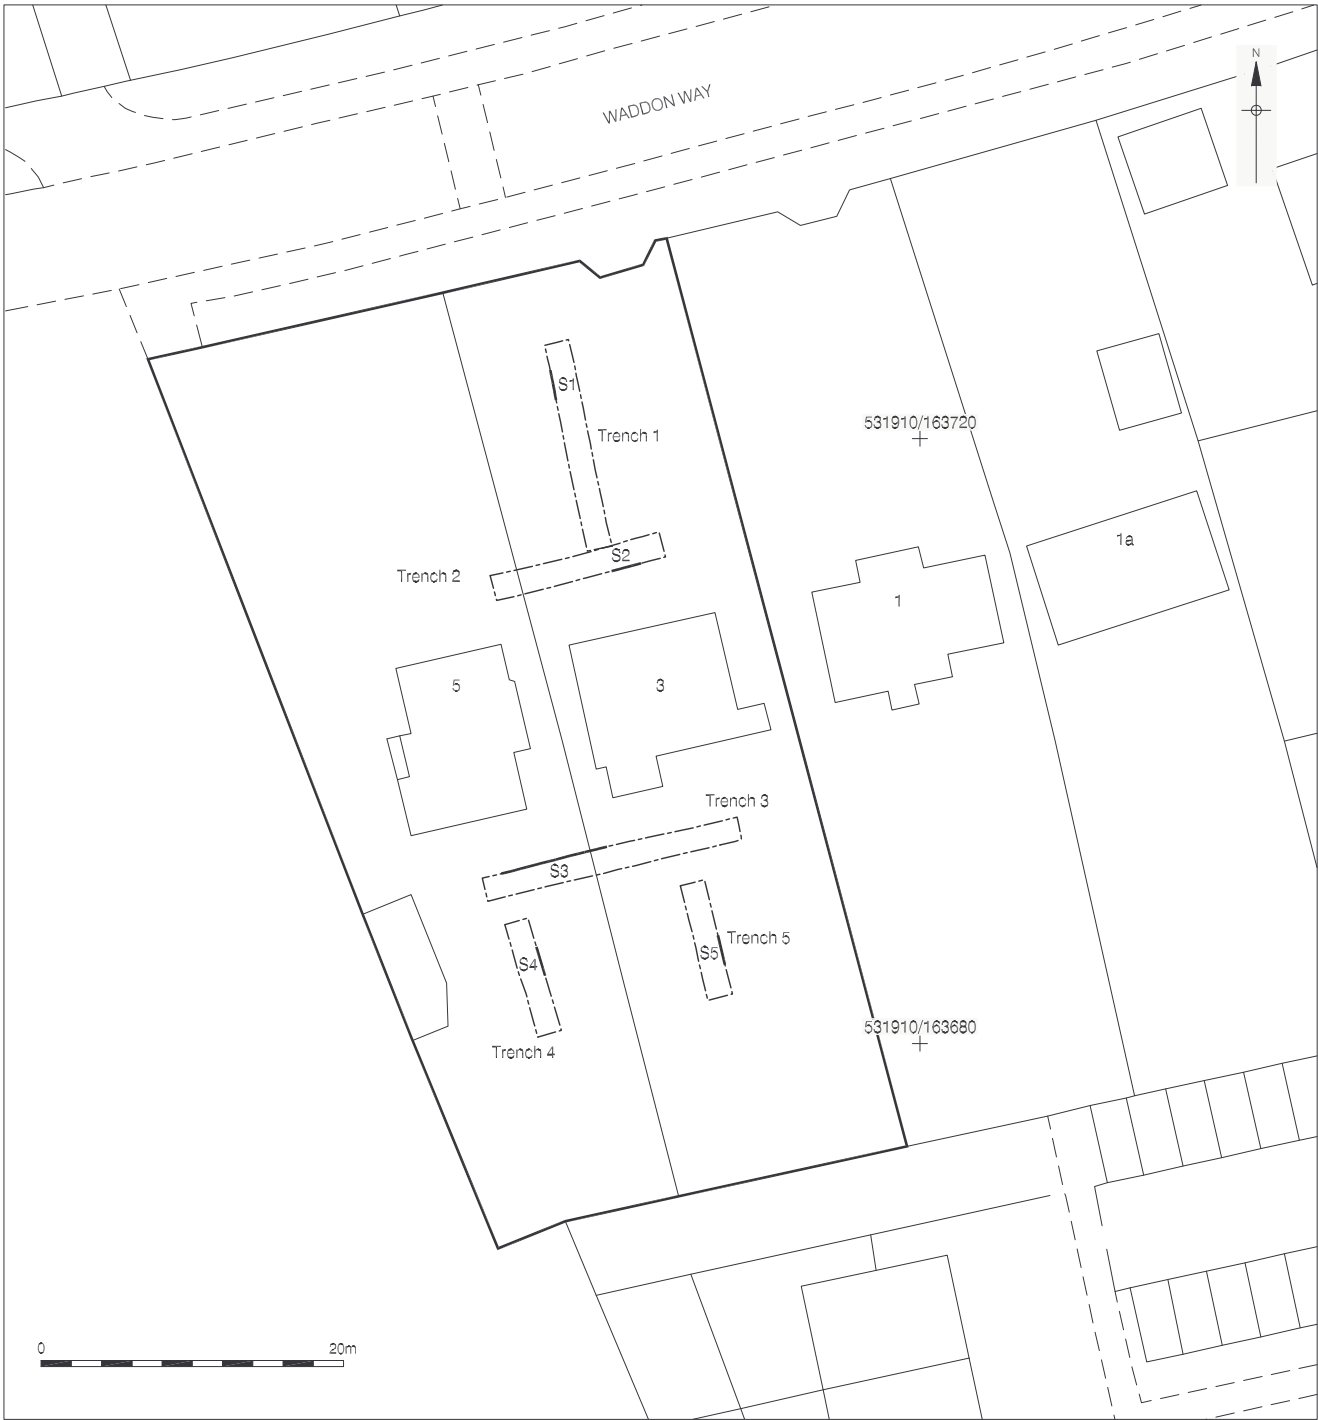 N
WADDON WAY
S1
531910/163720
Trench 1
1a
S2
Trench 2
1
5
3
Trench 3
S3
Trench 5
S5
S4
531910/163680
Trench 4
0
20m